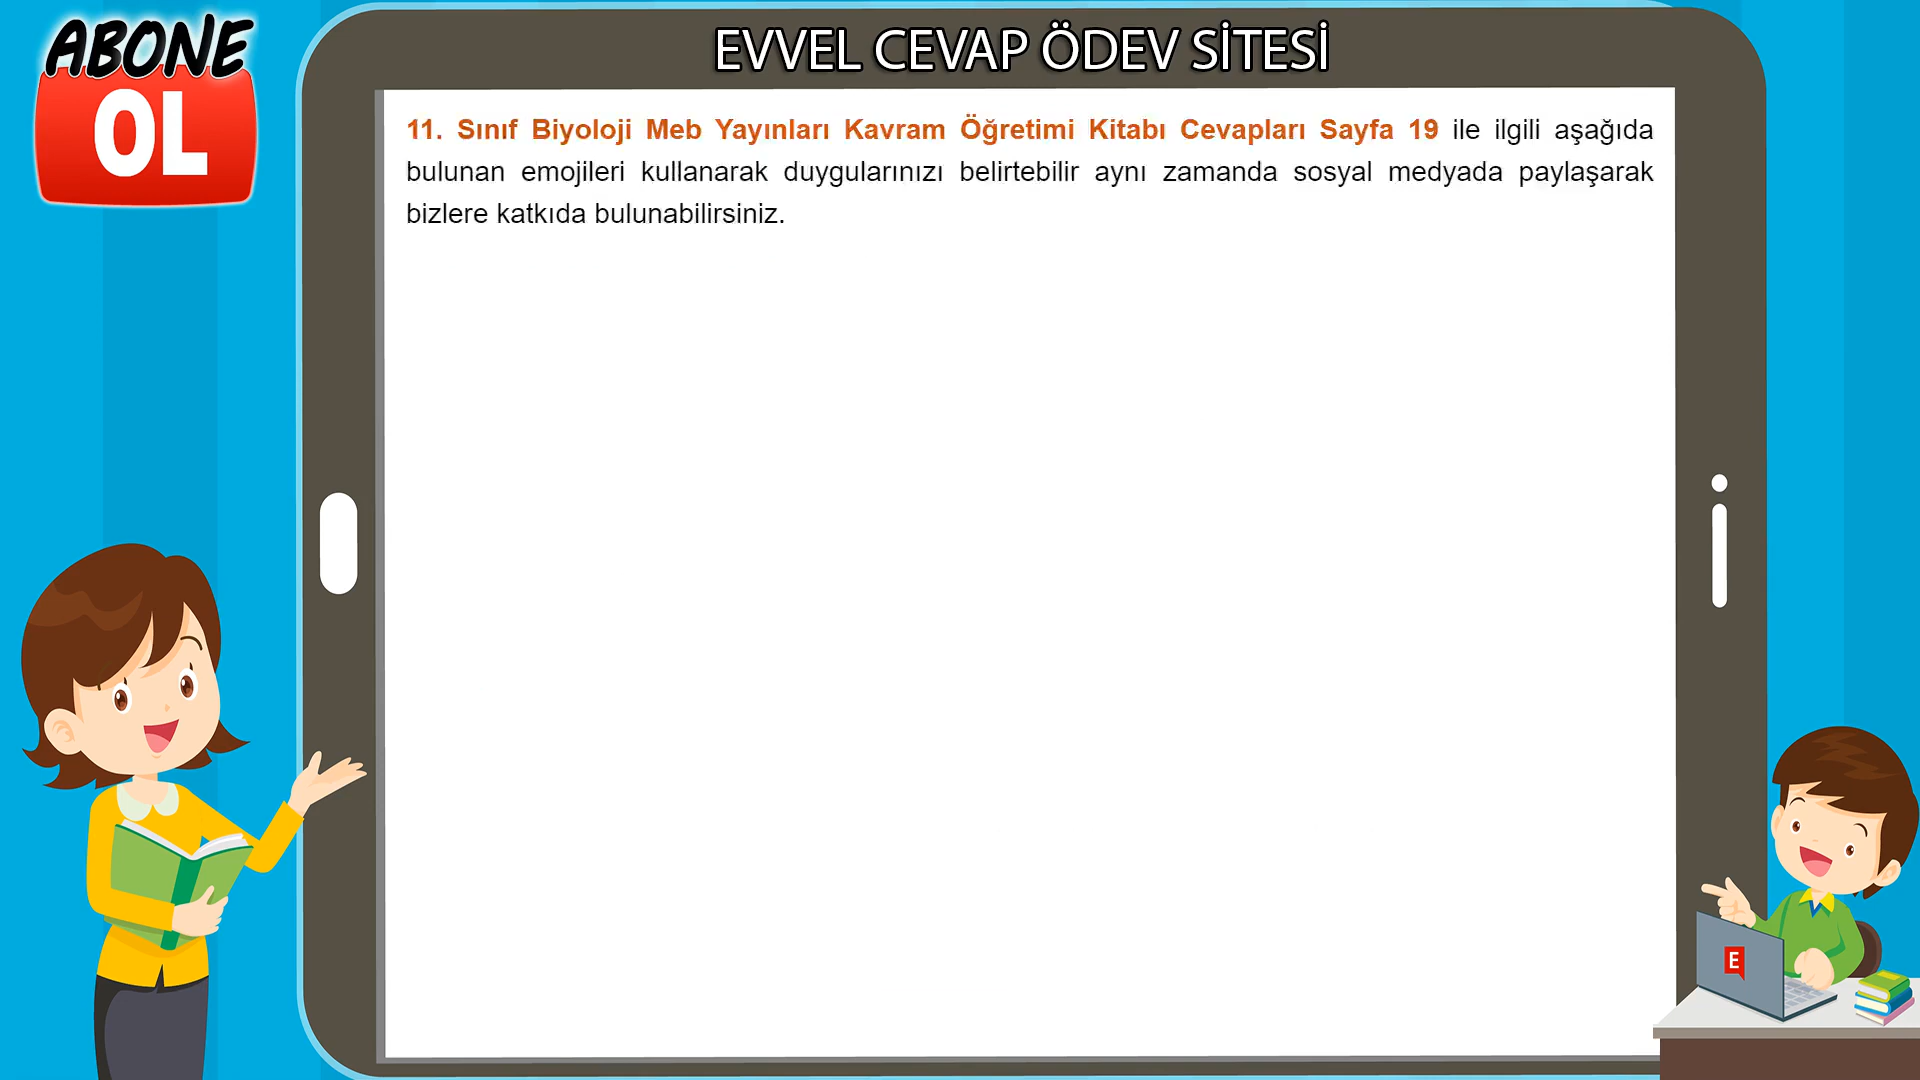 ABONE
OL
EVVEL CEVAP ÖDEV SİTESİ
11. Sınıf Biyoloji Meb Yayınları Kavram Öğretimi Kitabı Cevapları Sayfa 19 ile ilgili aşağıda
bulunan emojileri kullanarak duygularınızı belirtebilir aynı zamanda sosyal medyada paylaşarak
bizlere katkıda bulunabilirsiniz.
E